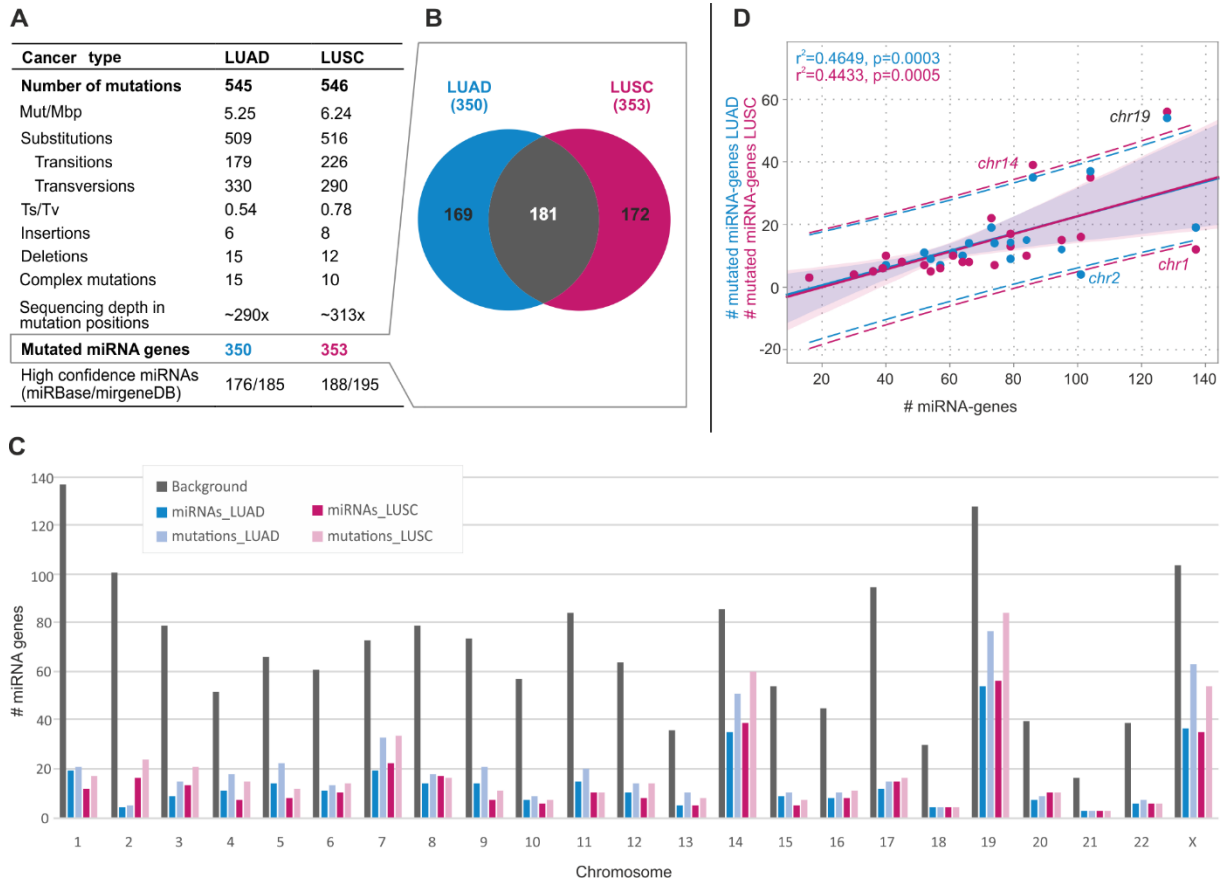 A
Cancer type LUAD LUSC
Number of mutations 545 546
Mut/Mbp 5.25 6.24
Substitutions 509 516
Transitions 179 226
Transversions 330 290
Ts/Tv 0.54 0.78
Insertions 6 8
Deletions 15 12
Complex mutations 15 10
Sequencing depth in
mutation positions ~290x ~313x
Mutated miRNA genes 350 353
High confidence miRNAs
(miRBase/mirgeneDB) 176/185 188/195
B
LUAD
(350)
LUSC
(353)
169 181 172
D
r²=0.4649, p=0.0003
r²=0.4433, p=0.0005
# mutated miRNA-genes LUAD
# mutated miRNA-genes LUSC
60
40
20
0
-20
chr19
chr14
chr2
chr1
20 40 60 80 100 120 140
# miRNA-genes
C
# miRNA genes
140
120
100
80
60
40
20
0
Background
miRNAs_LUAD miRNAs_LUSC
mutations_LUAD mutations_LUSC
1 2 3 4 5 6 7 8 9 10 11 12 13 14 15 16 17 18 19 20 21 22 X
Chromosome